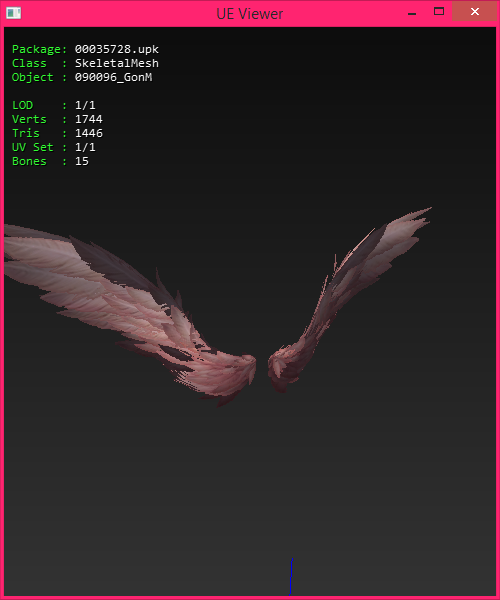 UE Viewer
Package: 00035728.upk
Class : SkeletalMesh
Object : 090096_GonM
LOD : 1/1
Verts : 1744
Tris : 1446
UV Set : 1/1
Bones : 15